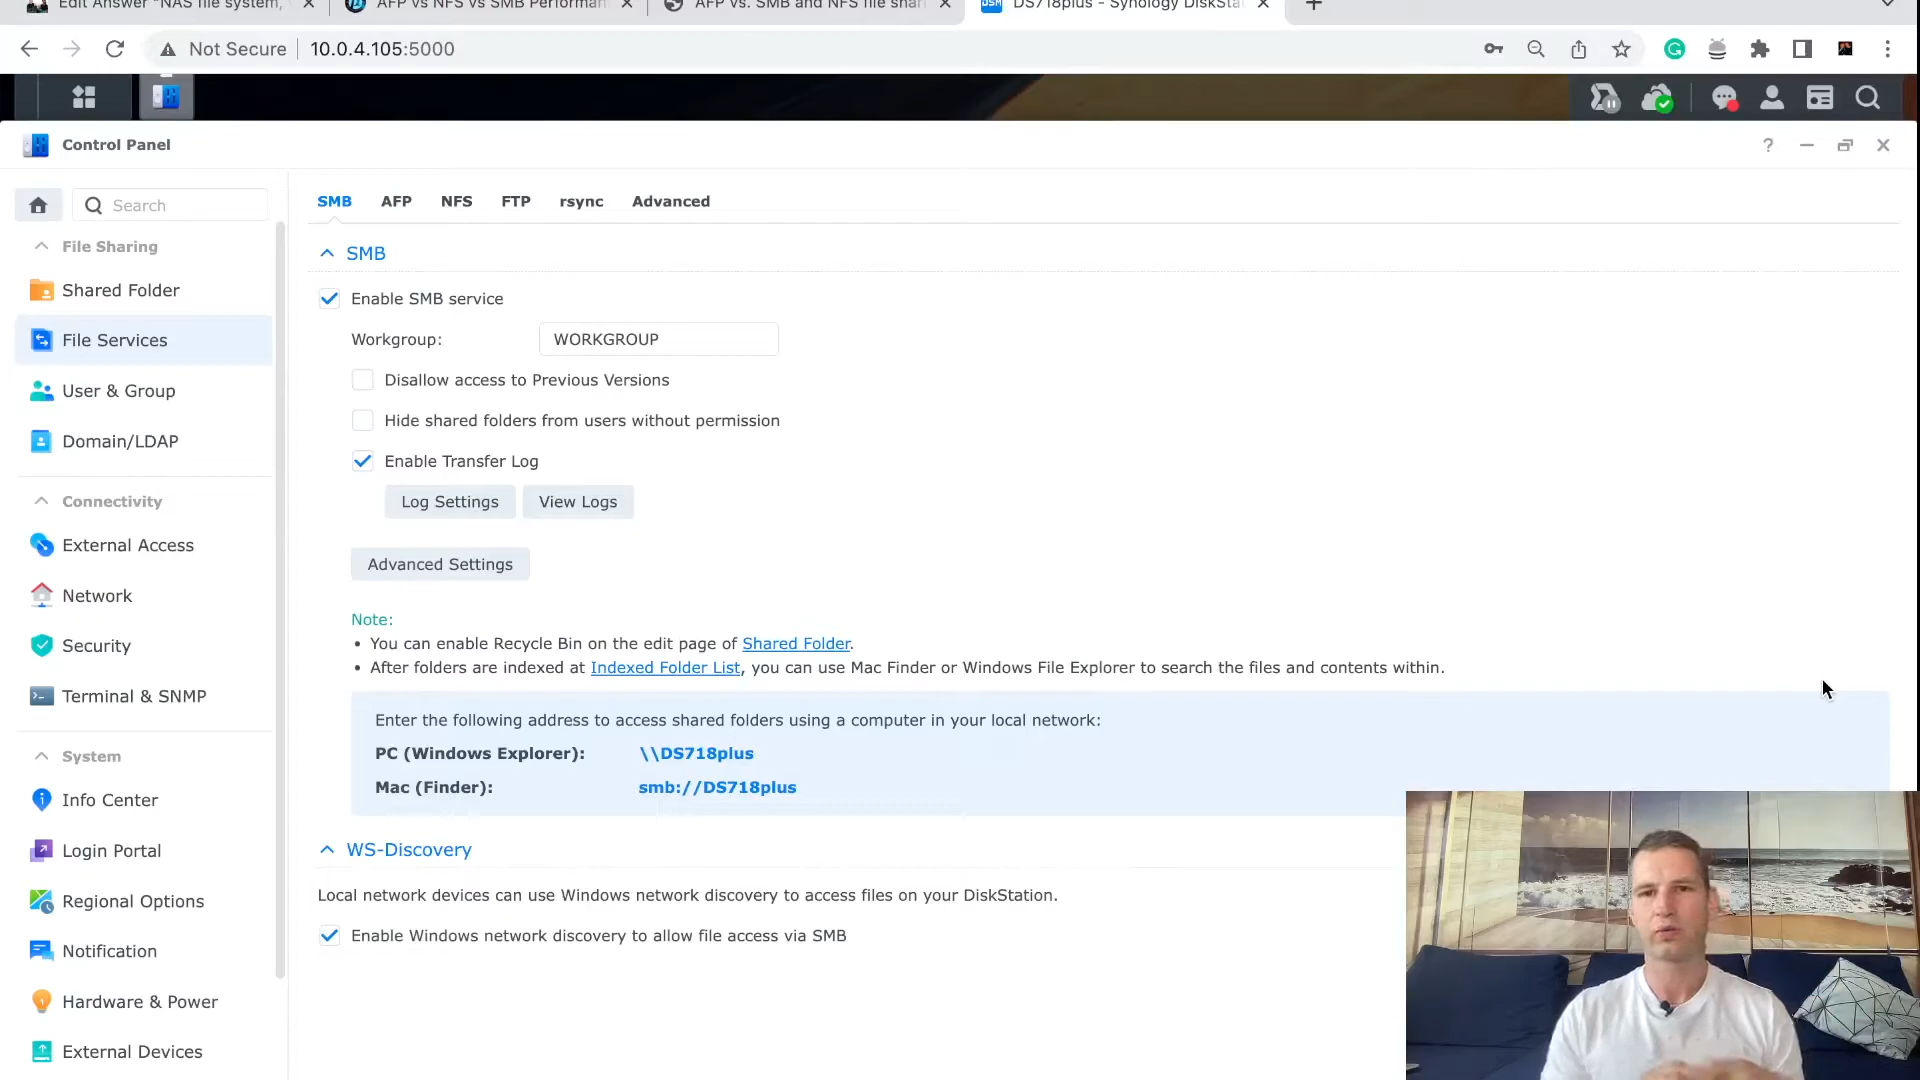 Edit Answer "NAS file system,
AFP vs NFS vs SMB Performan
AFP vs. SMB and NFS file shari
DS718plus - Synology DiskSta
Not Secure
10.0.4.105:5000
Control Panel
Search
File Sharing
Shared Folder
File Services
User & Group
Domain/LDAP
Connectivity
External Access
Network
Security
Terminal & SNMP
System
Info Center
Login Portal
Regional Options
Notification
Hardware & Power
External Devices
SMB AFP NFS FTP rsync Advanced
SMB
Enable SMB service
Workgroup: WORKGROUP
Disallow access to Previous Versions
Hide shared folders from users without permission
Enable Transfer Log
Log Settings View Logs
Advanced Settings
Note:
• You can enable Recycle Bin on the edit page of Shared Folder.
• After folders are indexed at Indexed Folder List, you can use Mac Finder or Windows File Explorer to search the files and contents within.
Enter the following address to access shared folders using a computer in your local network:
PC (Windows Explorer): \\DS718plus
Mac (Finder): smb://DS718plus
WS-Discovery
Local network devices can use Windows network discovery to access files on your DiskStation.
Enable Windows network discovery to allow file access via SMB